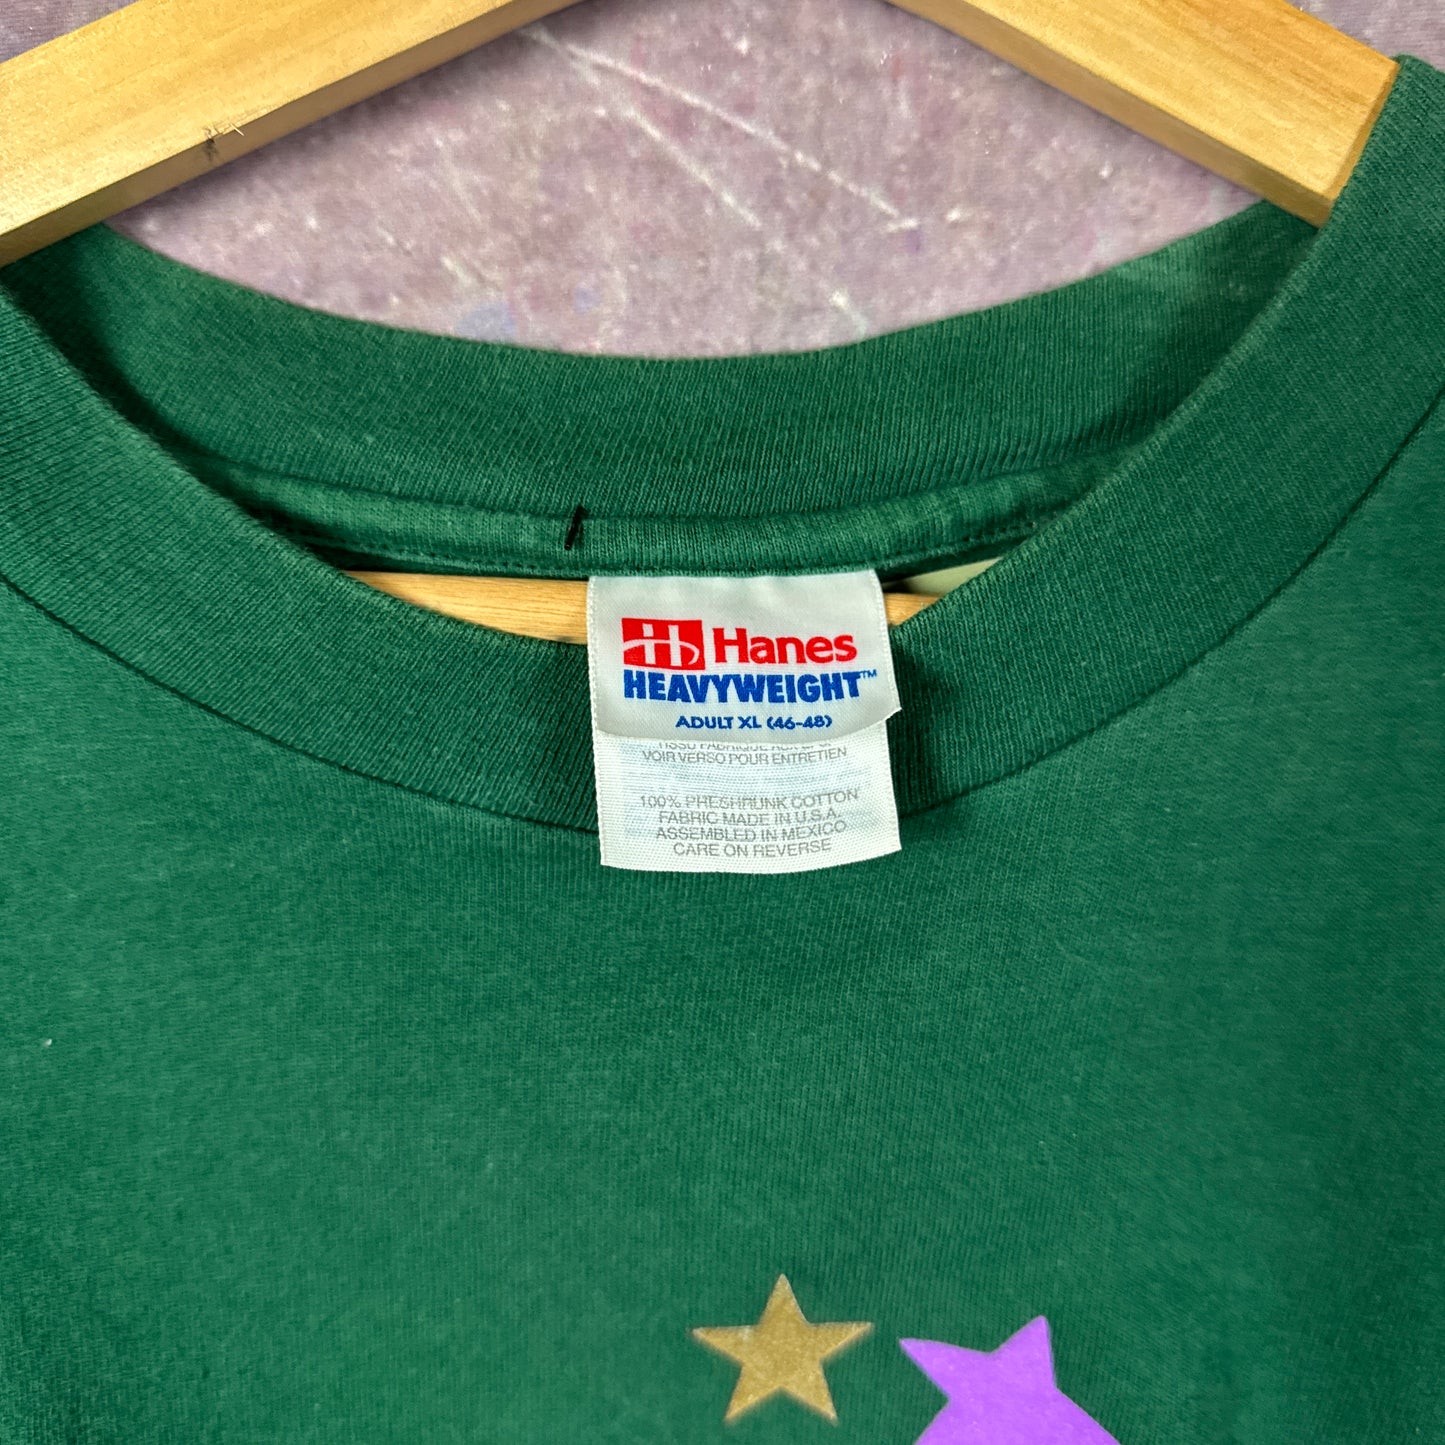 Hanes
HEAVYWEIGHT™
ADULT XL (46-48)
VOIR VERSO POUR ENTRETIEN
100% PRESHRUNK COTTON
FABRIC MADE IN U.S.A.
ASSEMBLED IN MEXICO
CARE ON REVERSE